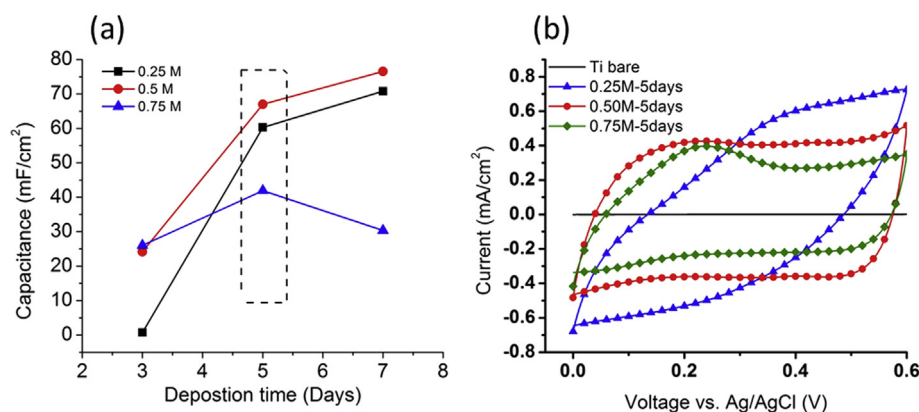 (a)
80
70
60
50
40
30
20
10
0
Capacitance (mF/cm²)
0.25 M
0.5 M
0.75 M
2 3 4 5 6 7 8
Depostion time (Days)
(b)
0.8
0.6
0.4
0.2
0.0
-0.2
-0.4
-0.6
-0.8
Current (mA/cm²)
Ti bare
0.25M-5days
0.50M-5days
0.75M-5days
0.0 0.2 0.4 0.6
Voltage vs. Ag/AgCl (V)